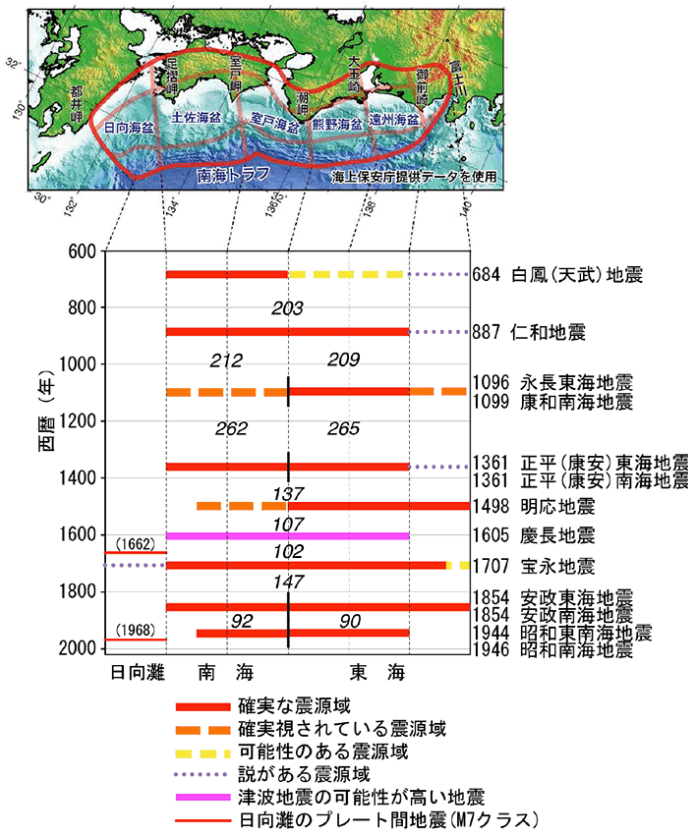 富士川
御前崎
大王崎
潮岬
室戸岬
足摺岬
都井岬
日向海盆
土佐海盆
室戸海盆
熊野海盆
遠州海盆
南海トラフ
海上保安庁提供データを使用
32°
130°
30°
132°
134°
136°
138°
140°
600
800
1000
1200
1400
1600
1800
2000
西暦(年)
203
212
209
262
265
137
107
102
147
92
90
(1662)
(1968)
684 白鳳(天武)地震
887 仁和地震
1096 永長東海地震
1099 康和南海地震
1361 正平(康安)東海地震
1361 正平(康安)南海地震
1498 明応地震
1605 慶長地震
1707 宝永地震
1854 安政東海地震
1854 安政南海地震
1944 昭和東南海地震
1946 昭和南海地震
日向灘 南海 東海
確実な震源域
確実視されている震源域
可能性のある震源域
説がある震源域
津波地震の可能性が高い地震
日向灘のプレート間地震(M7クラス)